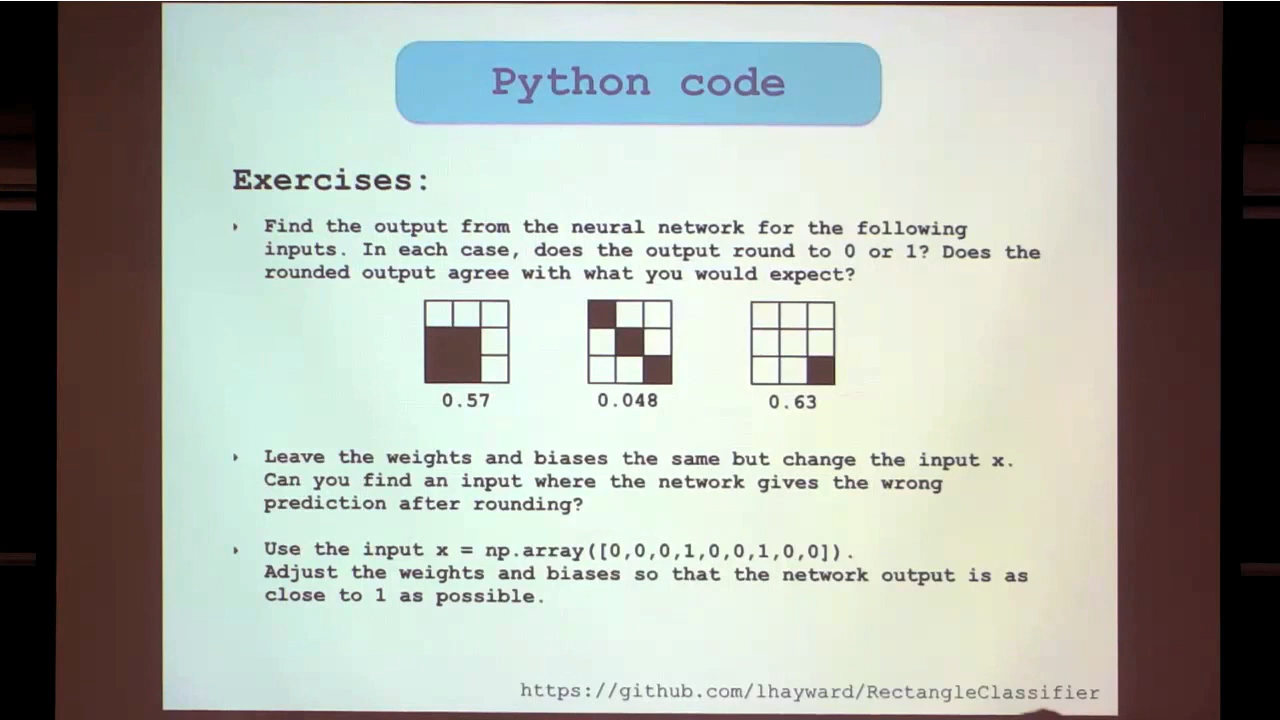 Python code
Exercises:
Find the output from the neural network for the following
inputs. In each case, does the output round to 0 or 1? Does the
rounded output agree with what you would expect?
0.57 0.048 0.63
Leave the weights and biases the same but change the input x.
Can you find an input where the network gives the wrong
prediction after rounding?
Use the input x = np.array([0,0,0,1,0,0,1,0,0]).
Adjust the weights and biases so that the network output is as
close to 1 as possible.
https://github.com/lhayward/RectangleClassifier